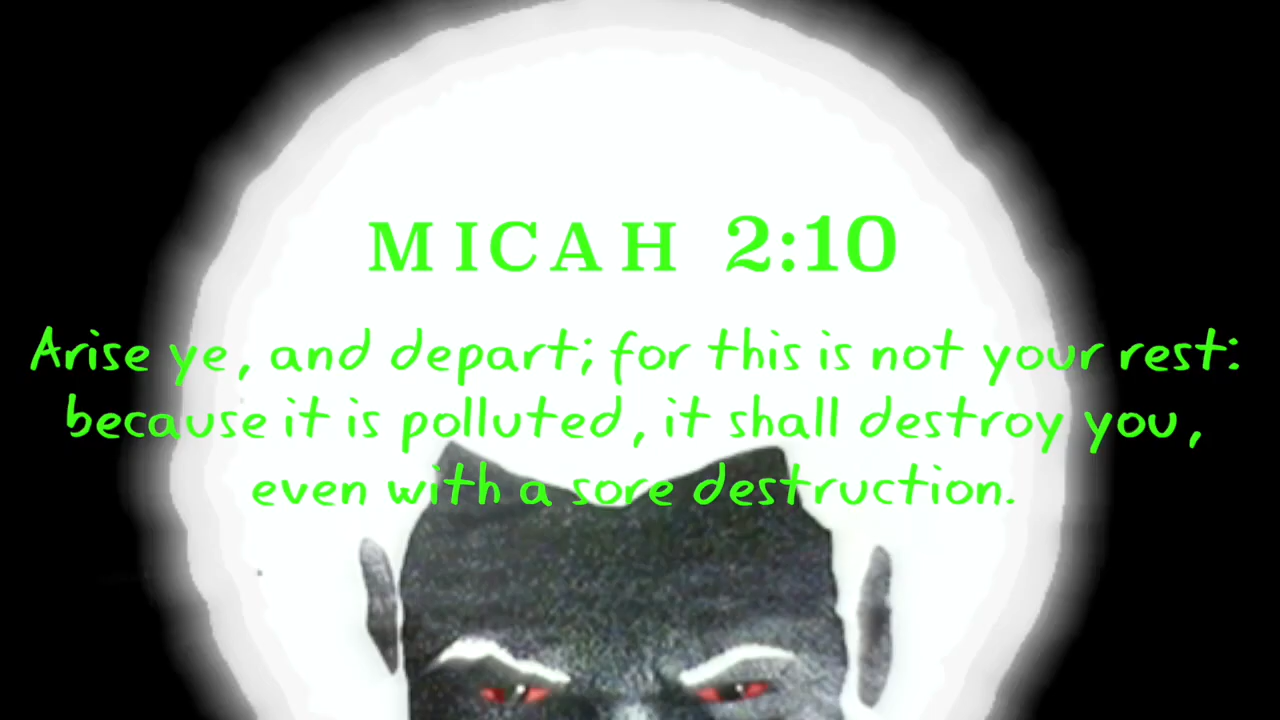 MICAH 2:10
Arise ye, and depart; for this is not your rest:
because it is polluted, it shall destroy you,
even with a sore destruction.